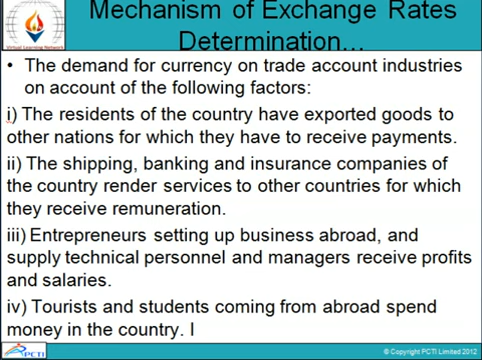 Mechanism of Exchange Rates
Determination...
Virtual Learning Network
• The demand for currency on trade account industries
on account of the following factors:
i) The residents of the country have exported goods to
other nations for which they have to receive payments.
ii) The shipping, banking and insurance companies of
the country render services to other countries for which
they receive remuneration.
iii) Entrepreneurs setting up business abroad, and
supply technical personnel and managers receive profits
and salaries.
iv) Tourists and students coming from abroad spend
money in the country. I
PCTI
© Copyright PCTI Limited 2012